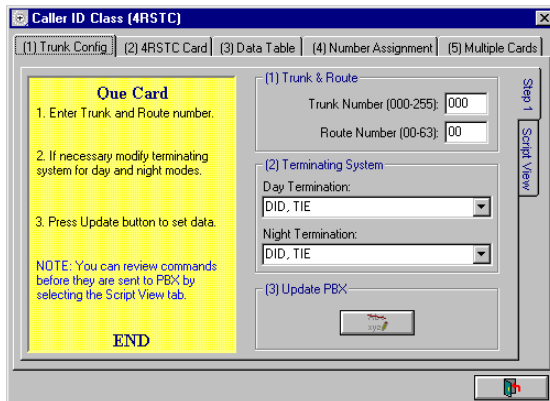 Caller ID Class (4RSTC)
(1) Trunk Config
(2) 4RSTC Card
(3) Data Table
(4) Number Assignment
(5) Multiple Cards
Que Card
1. Enter Trunk and Route number.
2. If necessary modify terminating
system for day and night modes.
3. Press Update button to set data.
NOTE: You can review commands
before they are sent to PBX by
selecting the Script View tab.
END
(1) Trunk & Route
Trunk Number (000-255): 000
Route Number (00-63): 00
(2) Terminating System
Day Termination:
DID, TIE
Night Termination:
DID, TIE
(3) Update PBX
xyz
Step 1
Script View